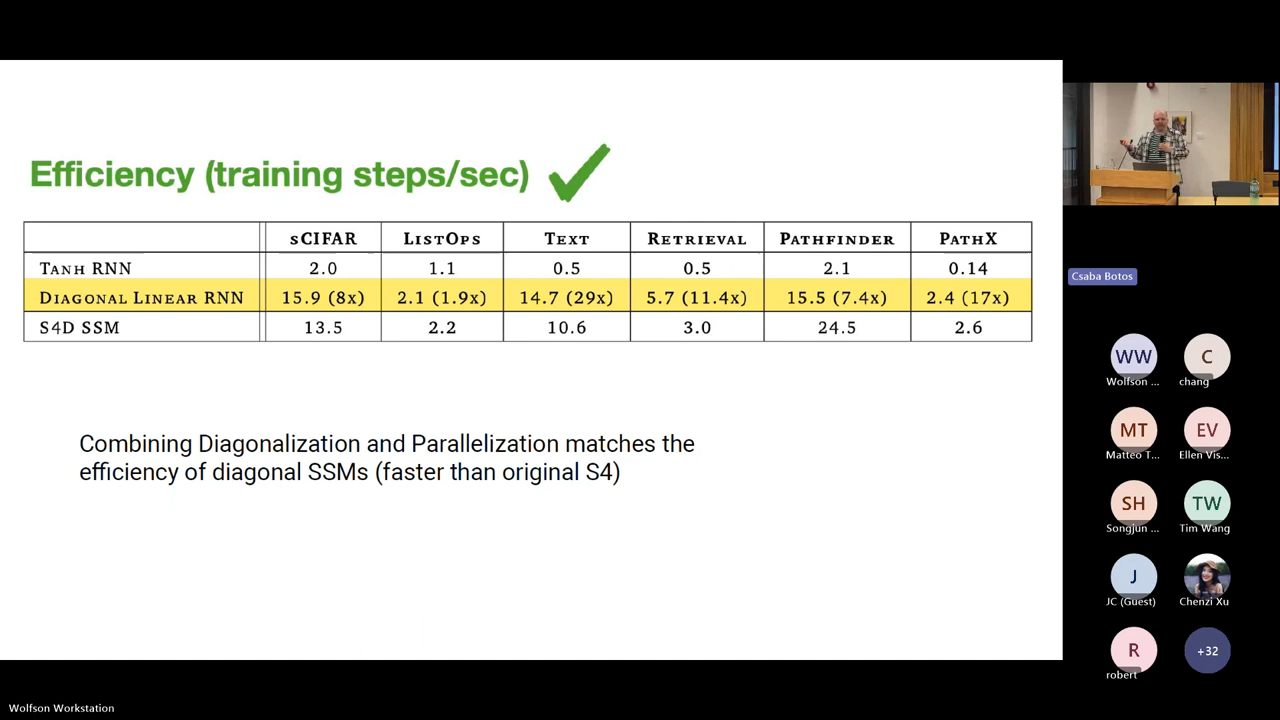 Efficiency (training steps/sec)
sCIFAR ListOps Text Retrieval Pathfinder PathX
Tanh RNN 2.0 1.1 0.5 0.5 2.1 0.14
Diagonal Linear RNN 15.9 (8x) 2.1 (1.9x) 14.7 (29x) 5.7 (11.4x) 15.5 (7.4x) 2.4 (17x)
S4D SSM 13.5 2.2 10.6 3.0 24.5 2.6
Combining Diagonalization and Parallelization matches the
efficiency of diagonal SSMs (faster than original S4)
Csaba Botos
WW C
Wolfson ... chang
MT EV
Matteo T... Ellen Vis...
SH TW
Songjun ... Tim Wang
J
JC (Guest) Chenzi Xu
R +32
robert
Wolfson Workstation